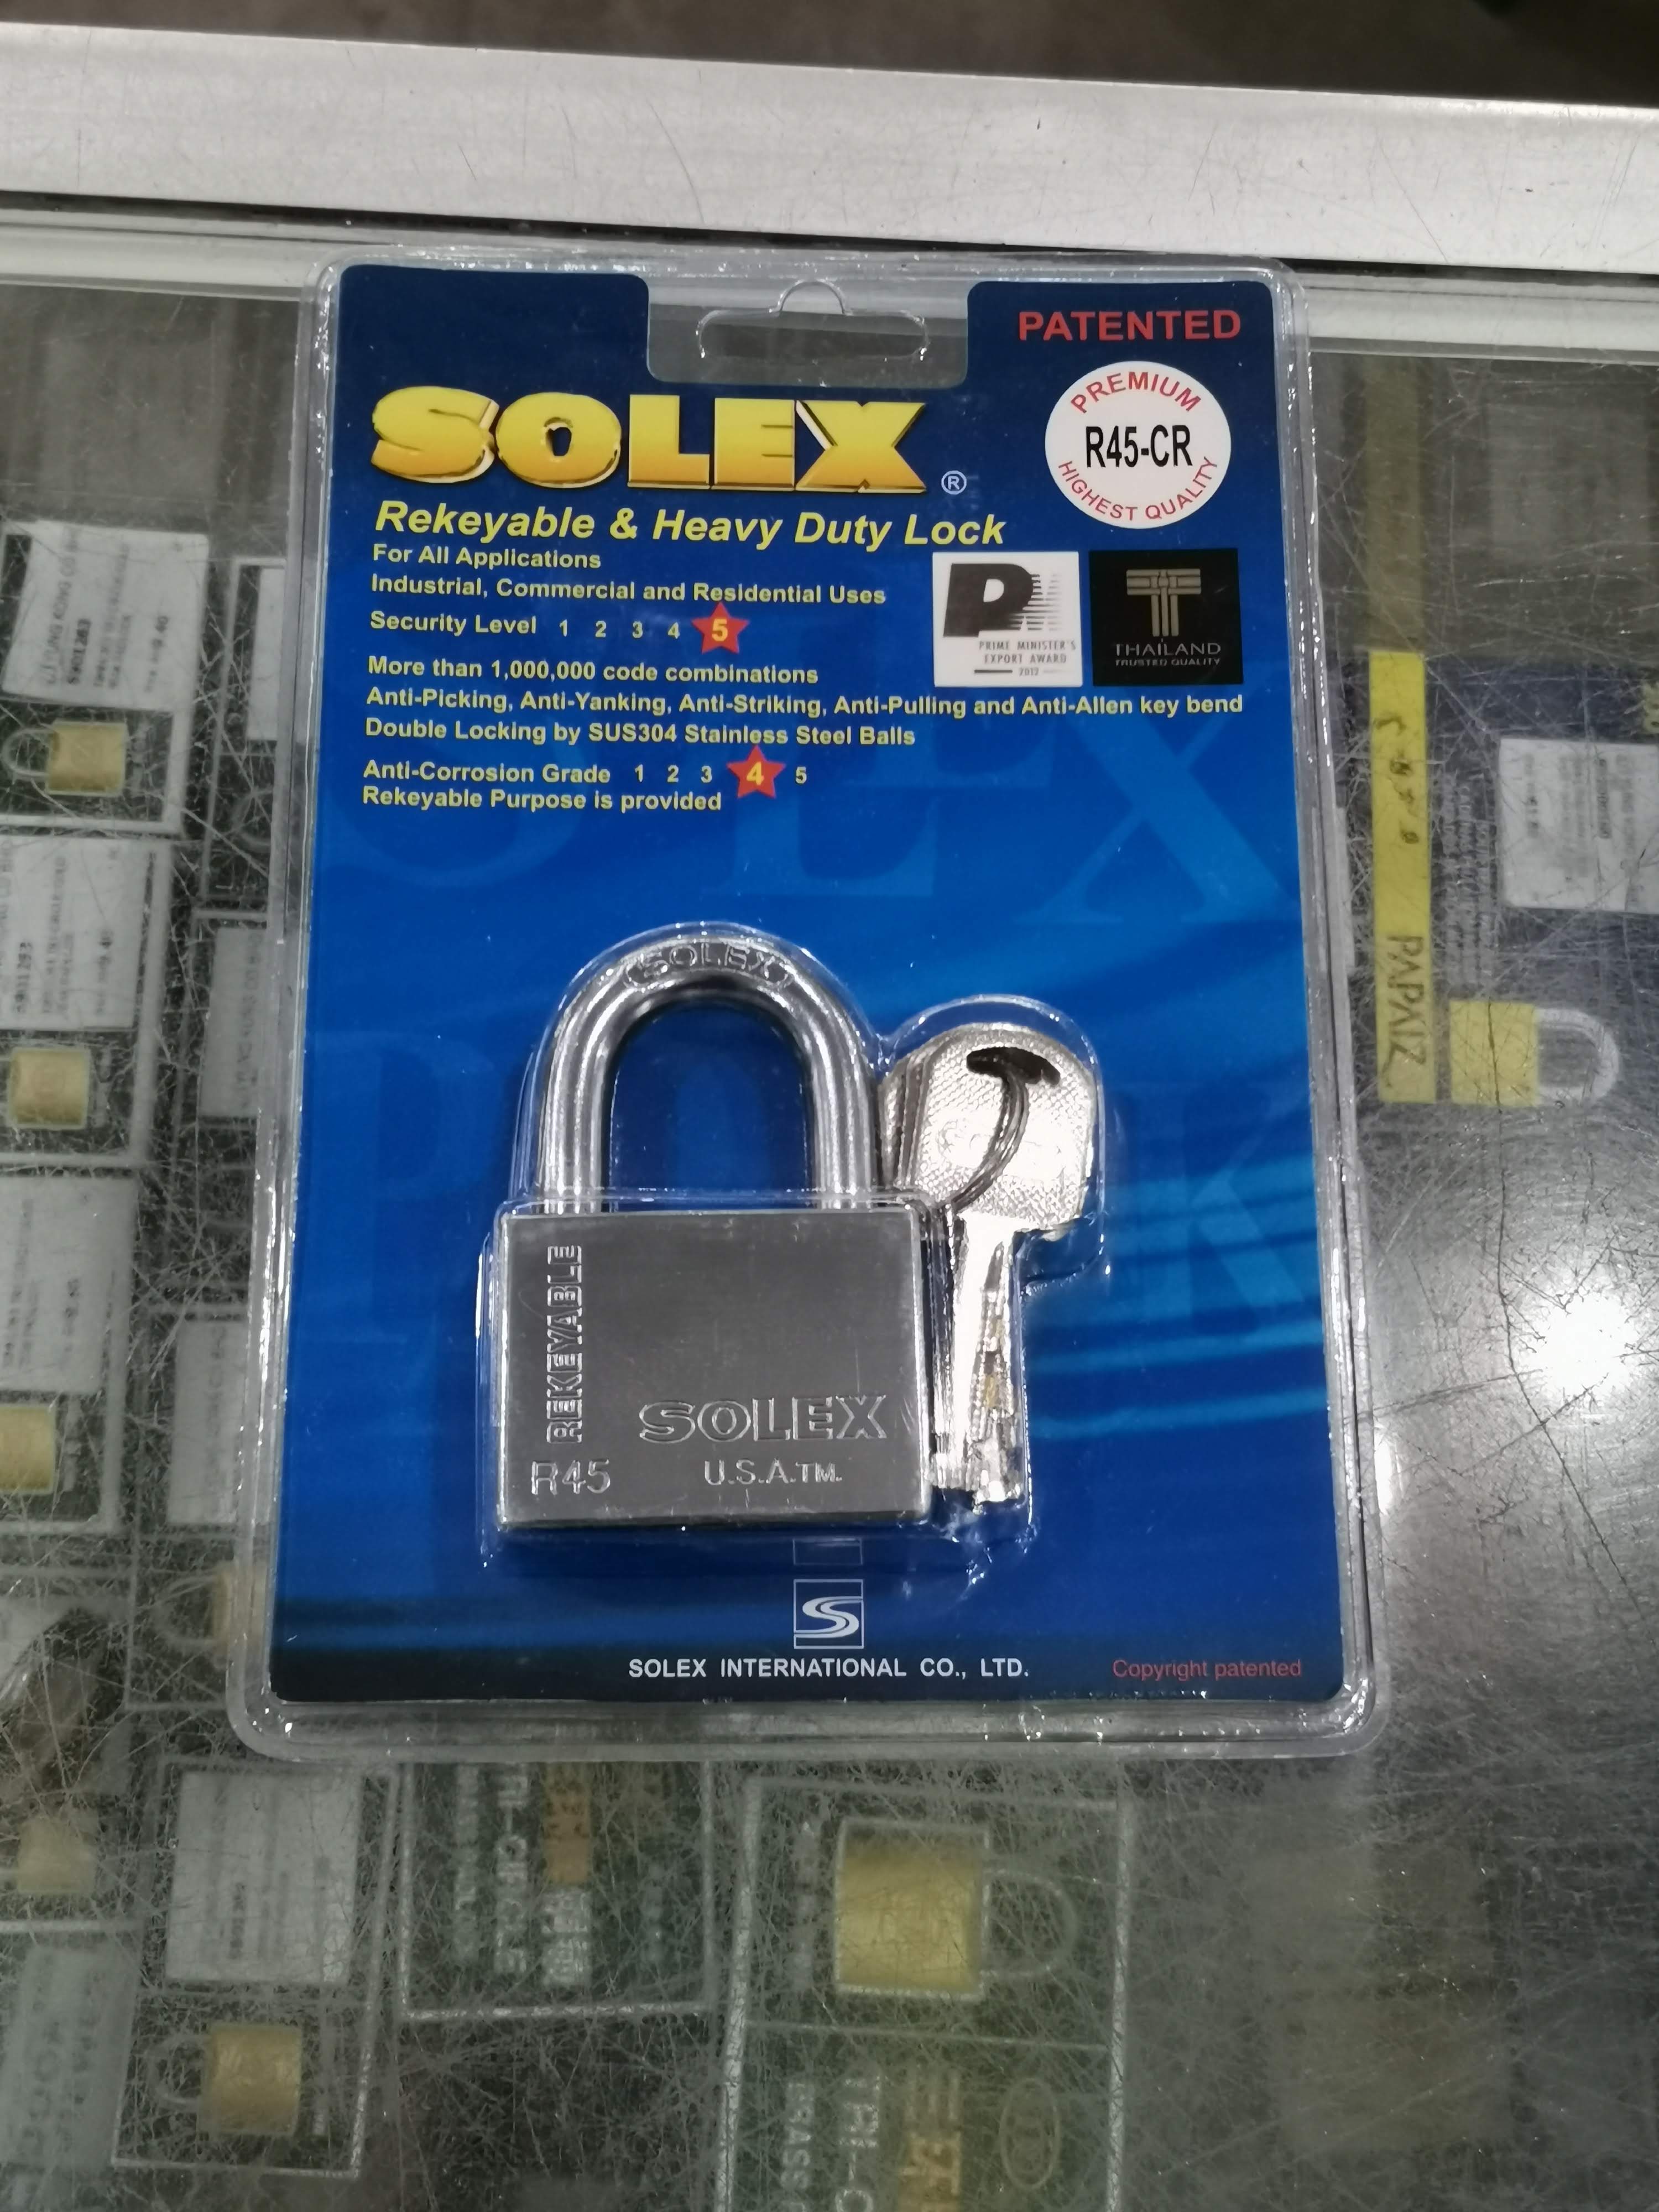 PATENTED
SOLEX ®
PREMIUM
R45-CR
HIGHEST QUALITY
Rekeyable & Heavy Duty Lock
For All Applications
Industrial, Commercial and Residential Uses
Security Level 1 2 3 4 5
PRIME MINISTER'S
EXPORT AWARD
2012
THAILAND
TRUSTED QUALITY
More than 1,000,000 code combinations
Anti-Picking, Anti-Yanking, Anti-Striking, Anti-Pulling and Anti-Allen key bend
Double Locking by SUS304 Stainless Steel Balls
Anti-Corrosion Grade 1 2 3 4 5
Rekeyable Purpose is provided
SOLEX
REKEYABLE
SOLEX
R45
U.S.A.TM.
SOLEX INTERNATIONAL CO., LTD.
Copyright patented
PAPAIZ